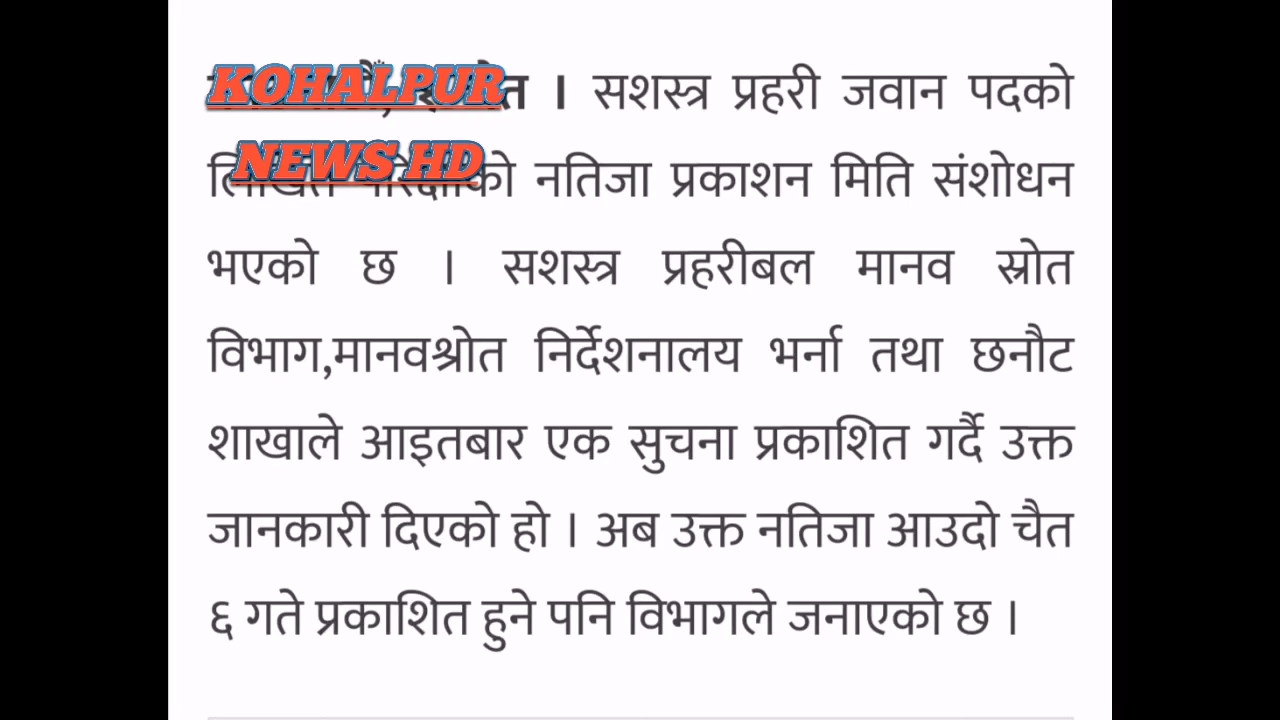 KOHALPUR
NEWS HD
। सशस्त्र प्रहरी जवान पदको
नतिजा प्रकाशन मिति संशोधन
भएको छ । सशस्त्र प्रहरीबल मानव स्रोत
विभाग,मानवश्रोत निर्देशनालय भर्ना तथा छनौट
शाखाले आइतबार एक सुचना प्रकाशित गर्दै उक्त
जानकारी दिएको हो । अब उक्त नतिजा आउदो चैत
६ गते प्रकाशित हुने पनि विभागले जनाएको छ ।